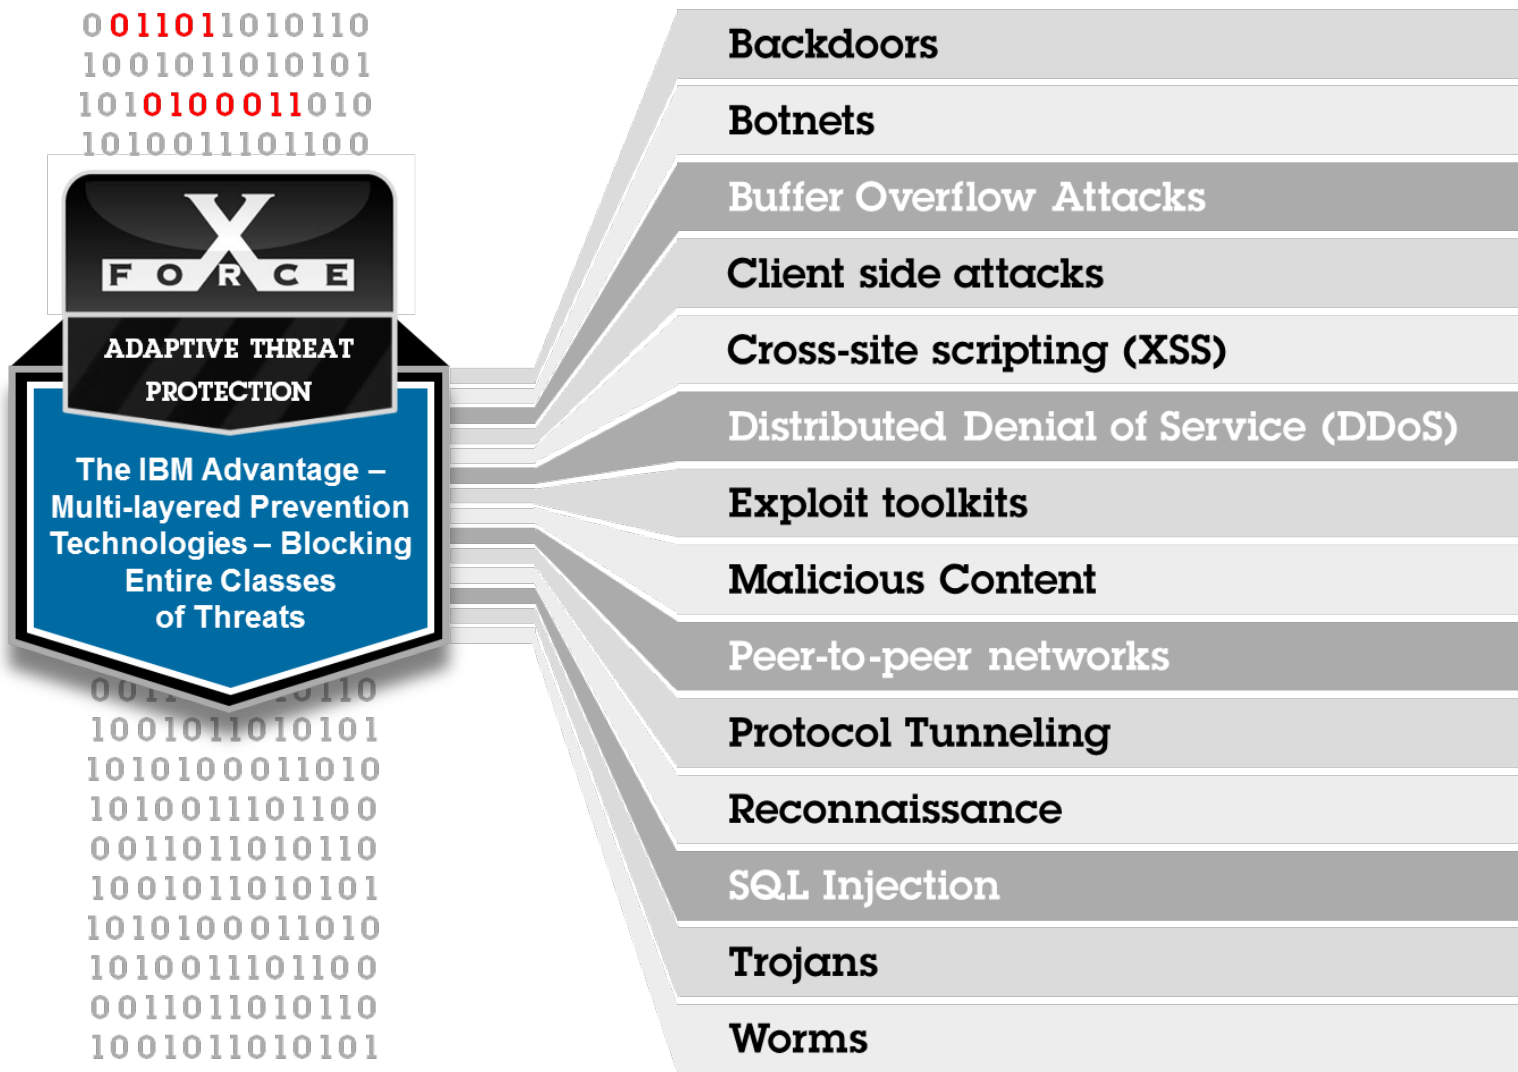 0011011010110
1001011010101
1010100011010
1010011101100
X
FORCE
ADAPTIVE THREAT
PROTECTION
The IBM Advantage –
Multi-layered Prevention
Technologies – Blocking
Entire Classes
of Threats
1001011010101
1010100011010
1010011101100
0011011010110
1001011010101
1010100011010
1010011101100
0011011010110
1001011010101
Backdoors
Botnets
Buffer Overflow Attacks
Client side attacks
Cross-site scripting (XSS)
Distributed Denial of Service (DDoS)
Exploit toolkits
Malicious Content
Peer-to-peer networks
Protocol Tunneling
Reconnaissance
SQL Injection
Trojans
Worms